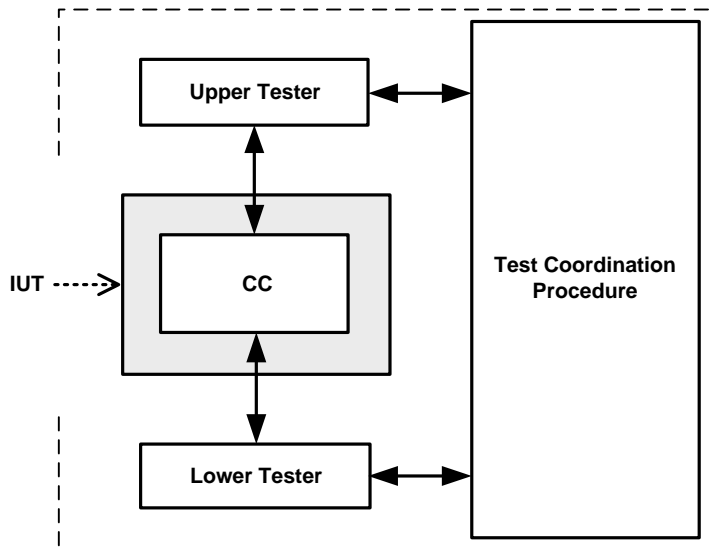 Upper Tester
IUT
CC
Test Coordination
Procedure
Lower Tester